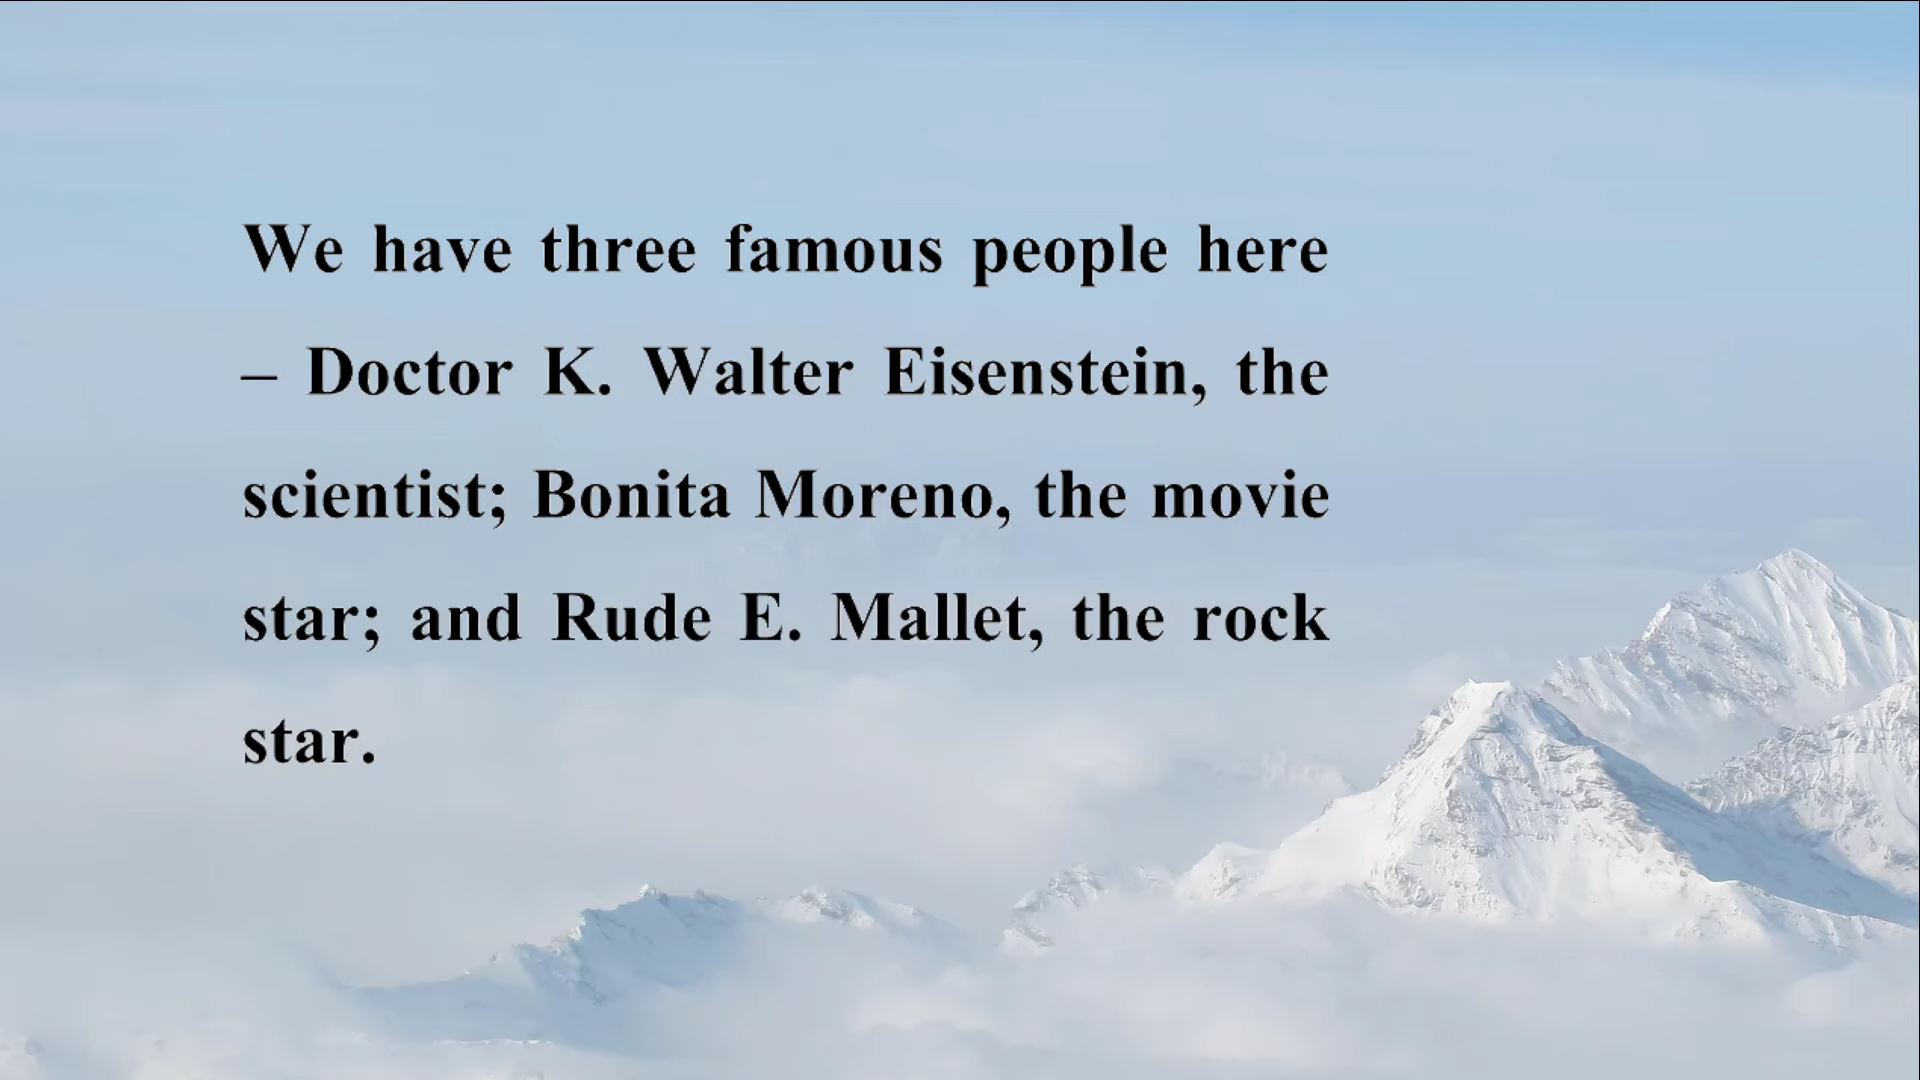 We have three famous people here
– Doctor K. Walter Eisenstein, the
scientist; Bonita Moreno, the movie
star; and Rude E. Mallet, the rock
star.